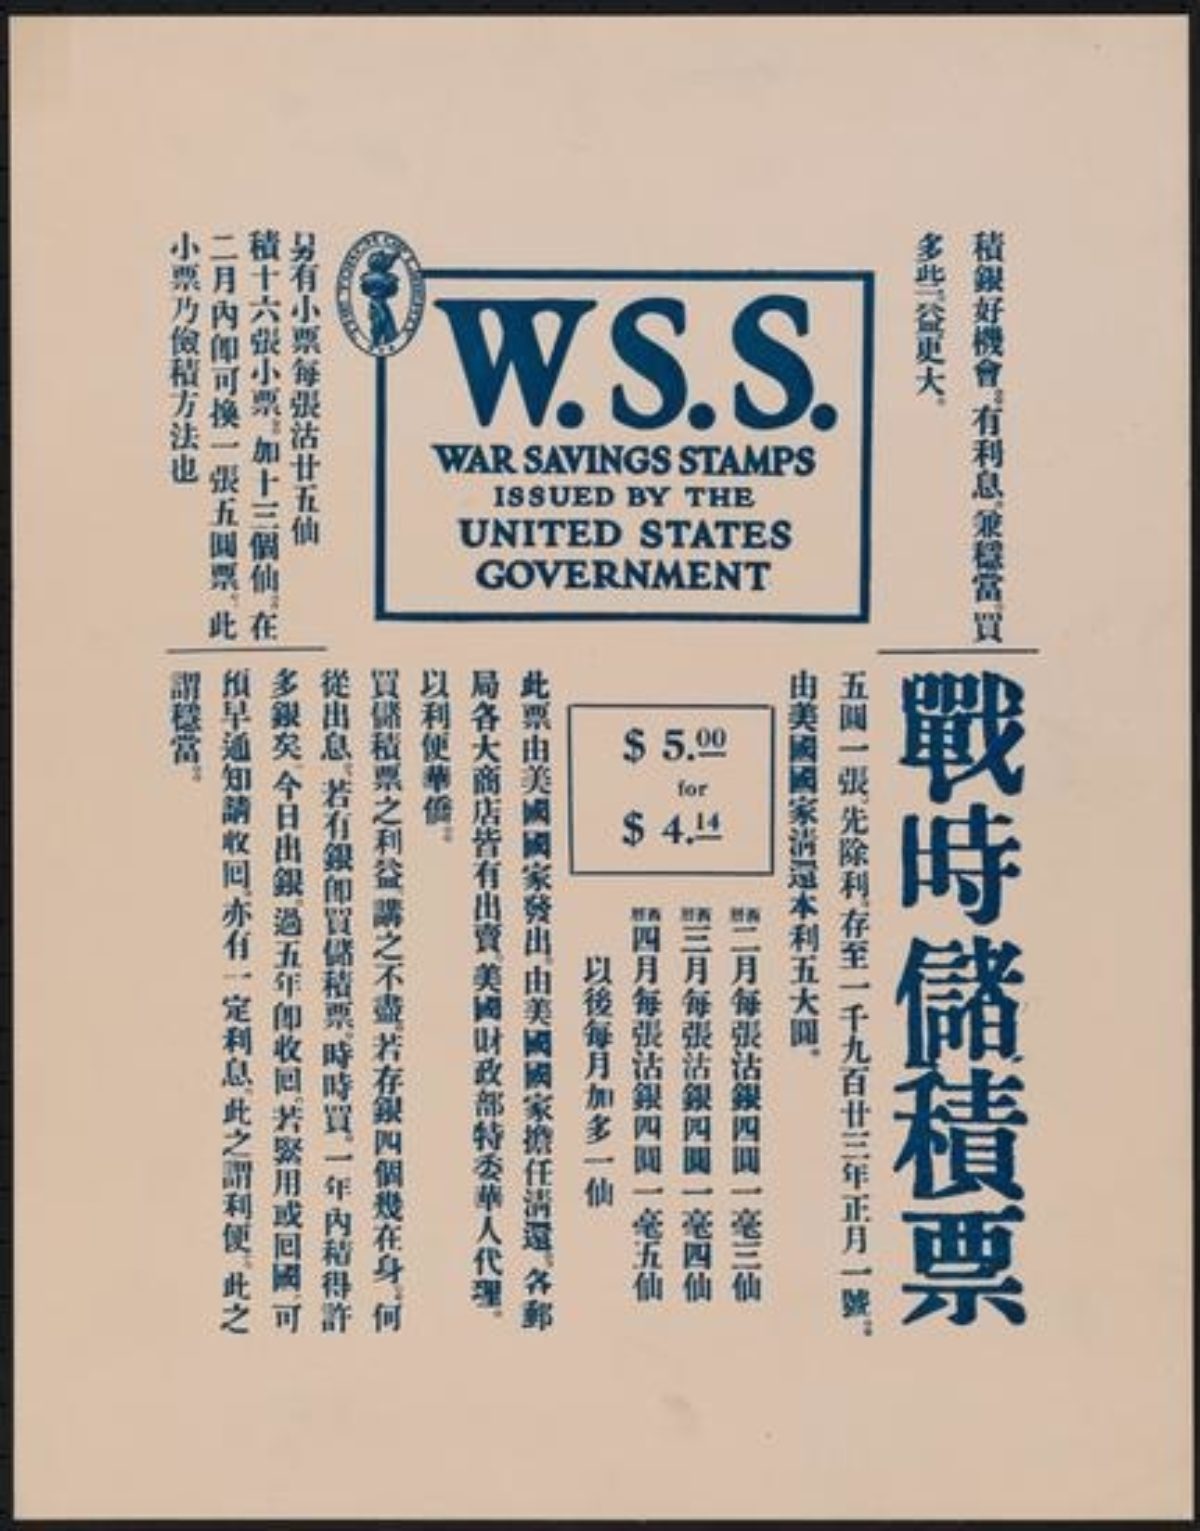 積銀好機會。有利息。兼穩當。買
多些。益更大。
W.S.S.
WAR SAVINGS STAMPS
ISSUED BY THE
UNITED STATES
GOVERNMENT
另有小票每張沽廿五仙
積十六張小票。加十三個仙。在
二月內即可換一張五圓票。此
小票乃儉積方法也
戰時儲積票
五圓一張。先除利。存至一千九百廿三年正月一號。
由美國國家清還本利五大圓。
$ 5.00
for
$ 4.14
西曆二月每張沽銀四圓一毫三仙
西曆三月每張沽銀四圓一毫四仙
西曆四月每張沽銀四圓一毫五仙
以後每月加多一仙
此票由美國國家發出。由美國國家擔任清還。各郵
局各大商店皆有出賣。美國財政部特委華人代理。
以利便華僑。
買儲積票之利益。講之不盡。若存銀四個幾在身。何
從出息。若有銀即買儲積票。時時買。一年內積得許
多銀矣。今日出銀。過五年即收回。若緊用或回國。可
預早通知請收回。亦有一定利息。此之謂利便。此之
謂穩當。